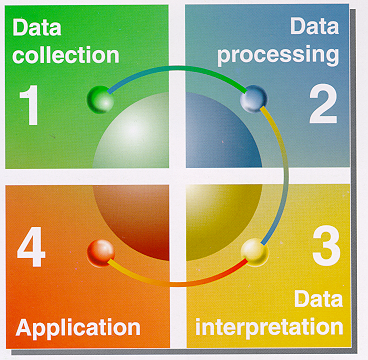 Data
collection
1
Data
processing
2
3
Data
interpretation
4
Application